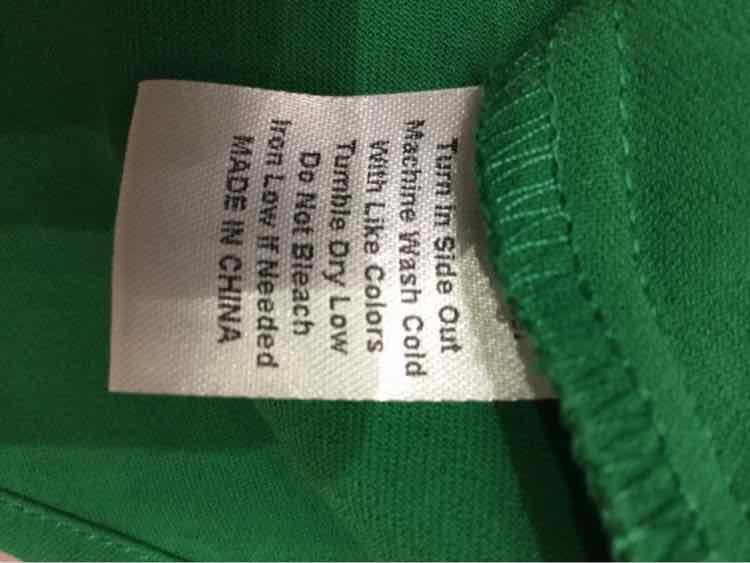 Turn In Side Out
Machine Wash Cold
With Like Colors
Tumble Dry Low
Do Not Bleach
Iron Low If Needed
MADE IN CHINA